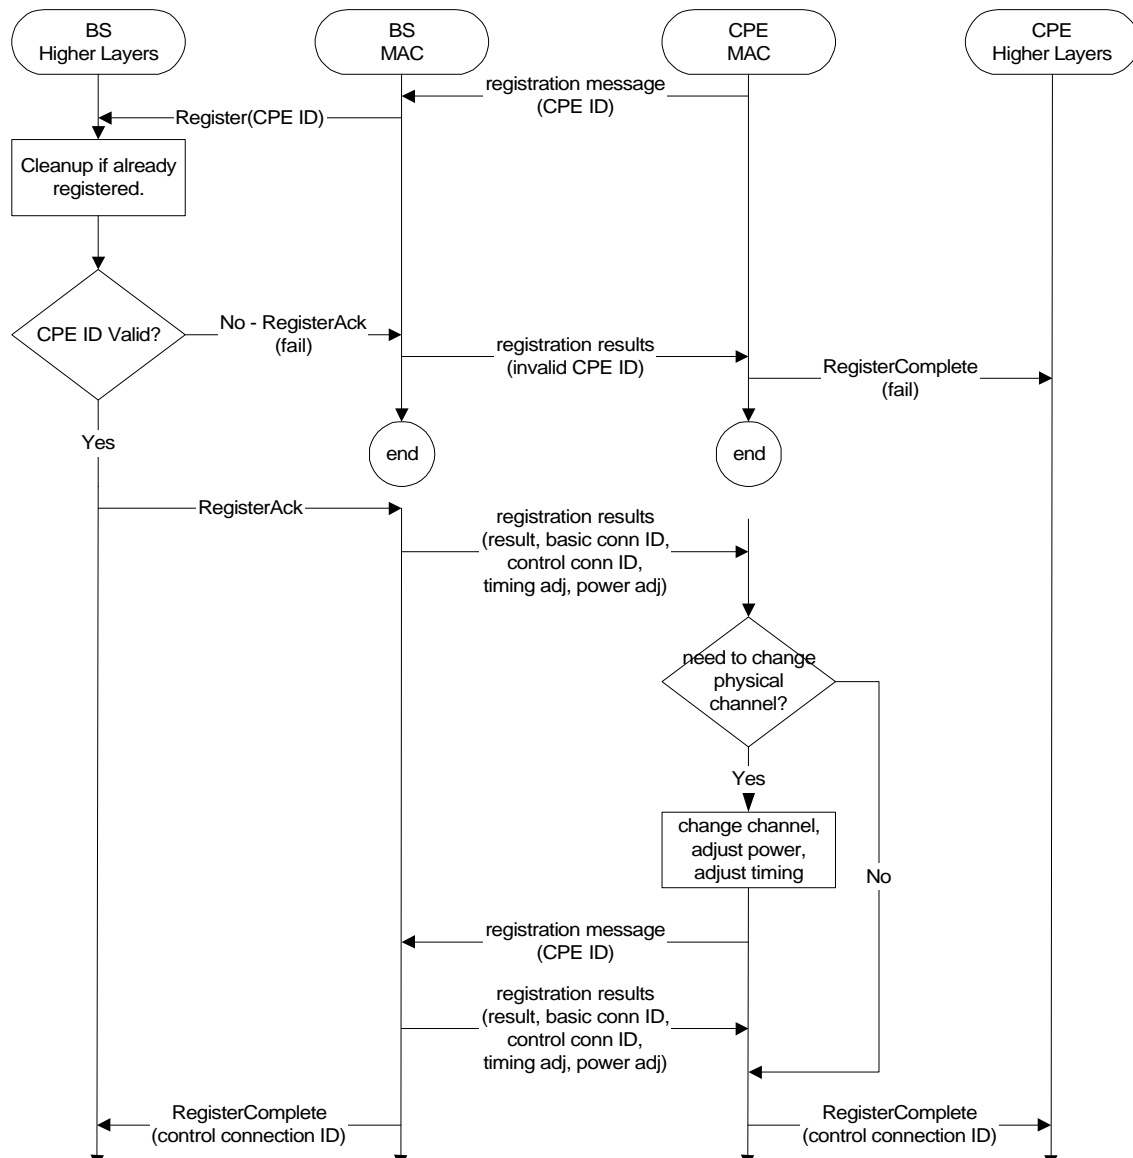 BS
Higher Layers
BS
MAC
CPE
MAC
CPE
Higher Layers
registration message
(CPE ID)
Register(CPE ID)
Cleanup if already
registered.
CPE ID Valid?
No - RegisterAck
(fail)
registration results
(invalid CPE ID)
RegisterComplete
(fail)
Yes
end
end
RegisterAck
registration results
(result, basic conn ID,
control conn ID,
timing adj, power adj)
need to change
physical
channel?
Yes
change channel,
adjust power,
adjust timing
No
registration message
(CPE ID)
registration results
(result, basic conn ID,
control conn ID,
timing adj, power adj)
RegisterComplete
(control connection ID)
RegisterComplete
(control connection ID)